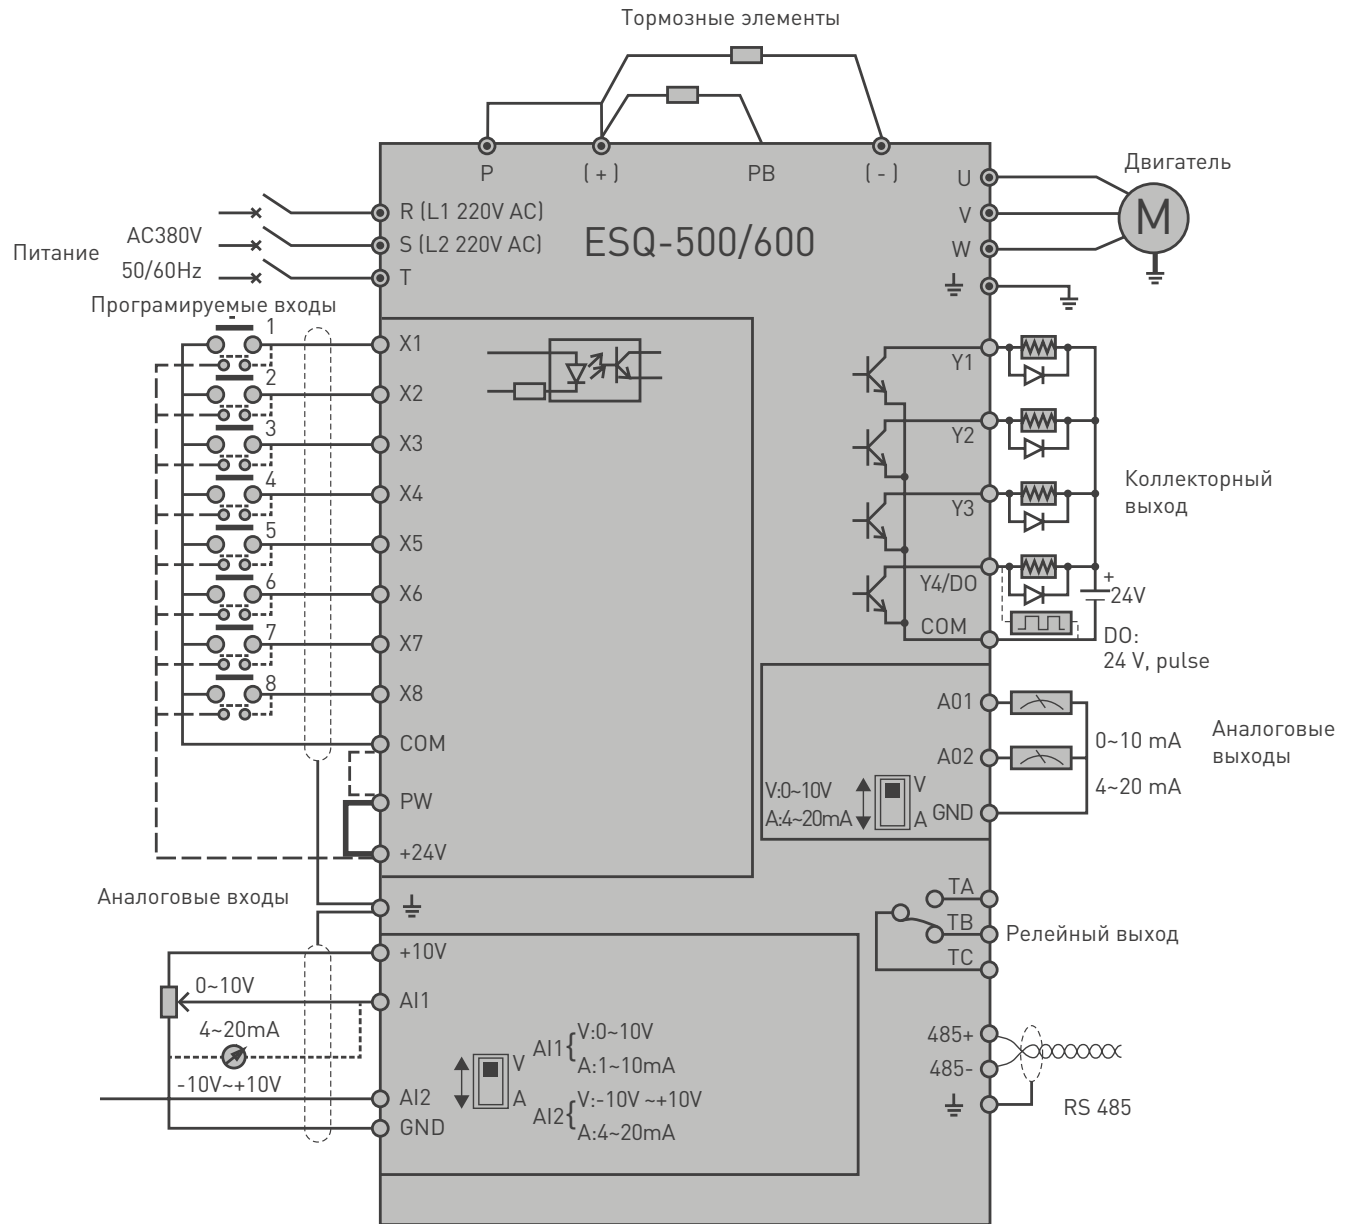 Тормозные элементы
P
( + )
PB
( - )
Двигатель
M
U
V
W
ESQ-500/600
Питание
AC380V
50/60Hz
R (L1 220V AC)
S (L2 220V AC)
T
Програмируемые входы
1
2
3
4
5
6
7
8
X1
X2
X3
X4
X5
X6
X7
X8
COM
PW
+24V
Y1
Y2
Y3
Y4/DO
COM
Коллекторный
выход
+
24V
DO:
24 V, pulse
A01
A02
GND
V:0~10V
A:4~20mA
V
A
0~10 mA
4~20 mA
Аналоговые
выходы
TA
TB
TC
Релейный выход
Аналоговые входы
+10V
AI1
AI2
GND
0~10V
4~20mA
-10V~+10V
V
A
AI1{
V:0~10V
A:1~10mA
AI2{
V:-10V ~+10V
A:4~20mA
485+
485-
RS 485